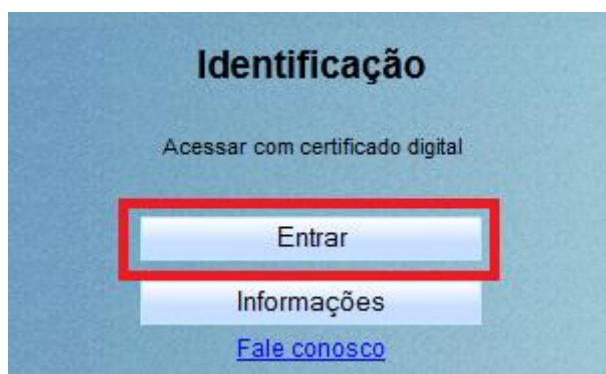 Identificação
Acessar com certificado digital
Entrar
Informações
Fale conosco